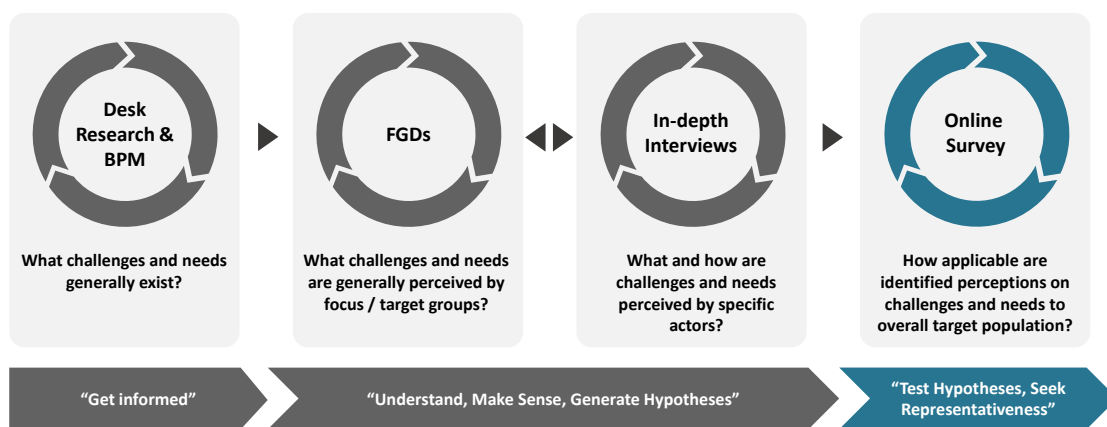 Desk
Research &
BPM
What challenges and needs
generally exist?
FGDs
What challenges and needs
are generally perceived by
focus / target groups?
In-depth
Interviews
What and how are
challenges and needs
perceived by specific
actors?
Online
Survey
How applicable are
identified perceptions on
challenges and needs to
overall target population?
“Get informed”
“Understand, Make Sense, Generate Hypotheses”
“Test Hypotheses, Seek
Representativeness”